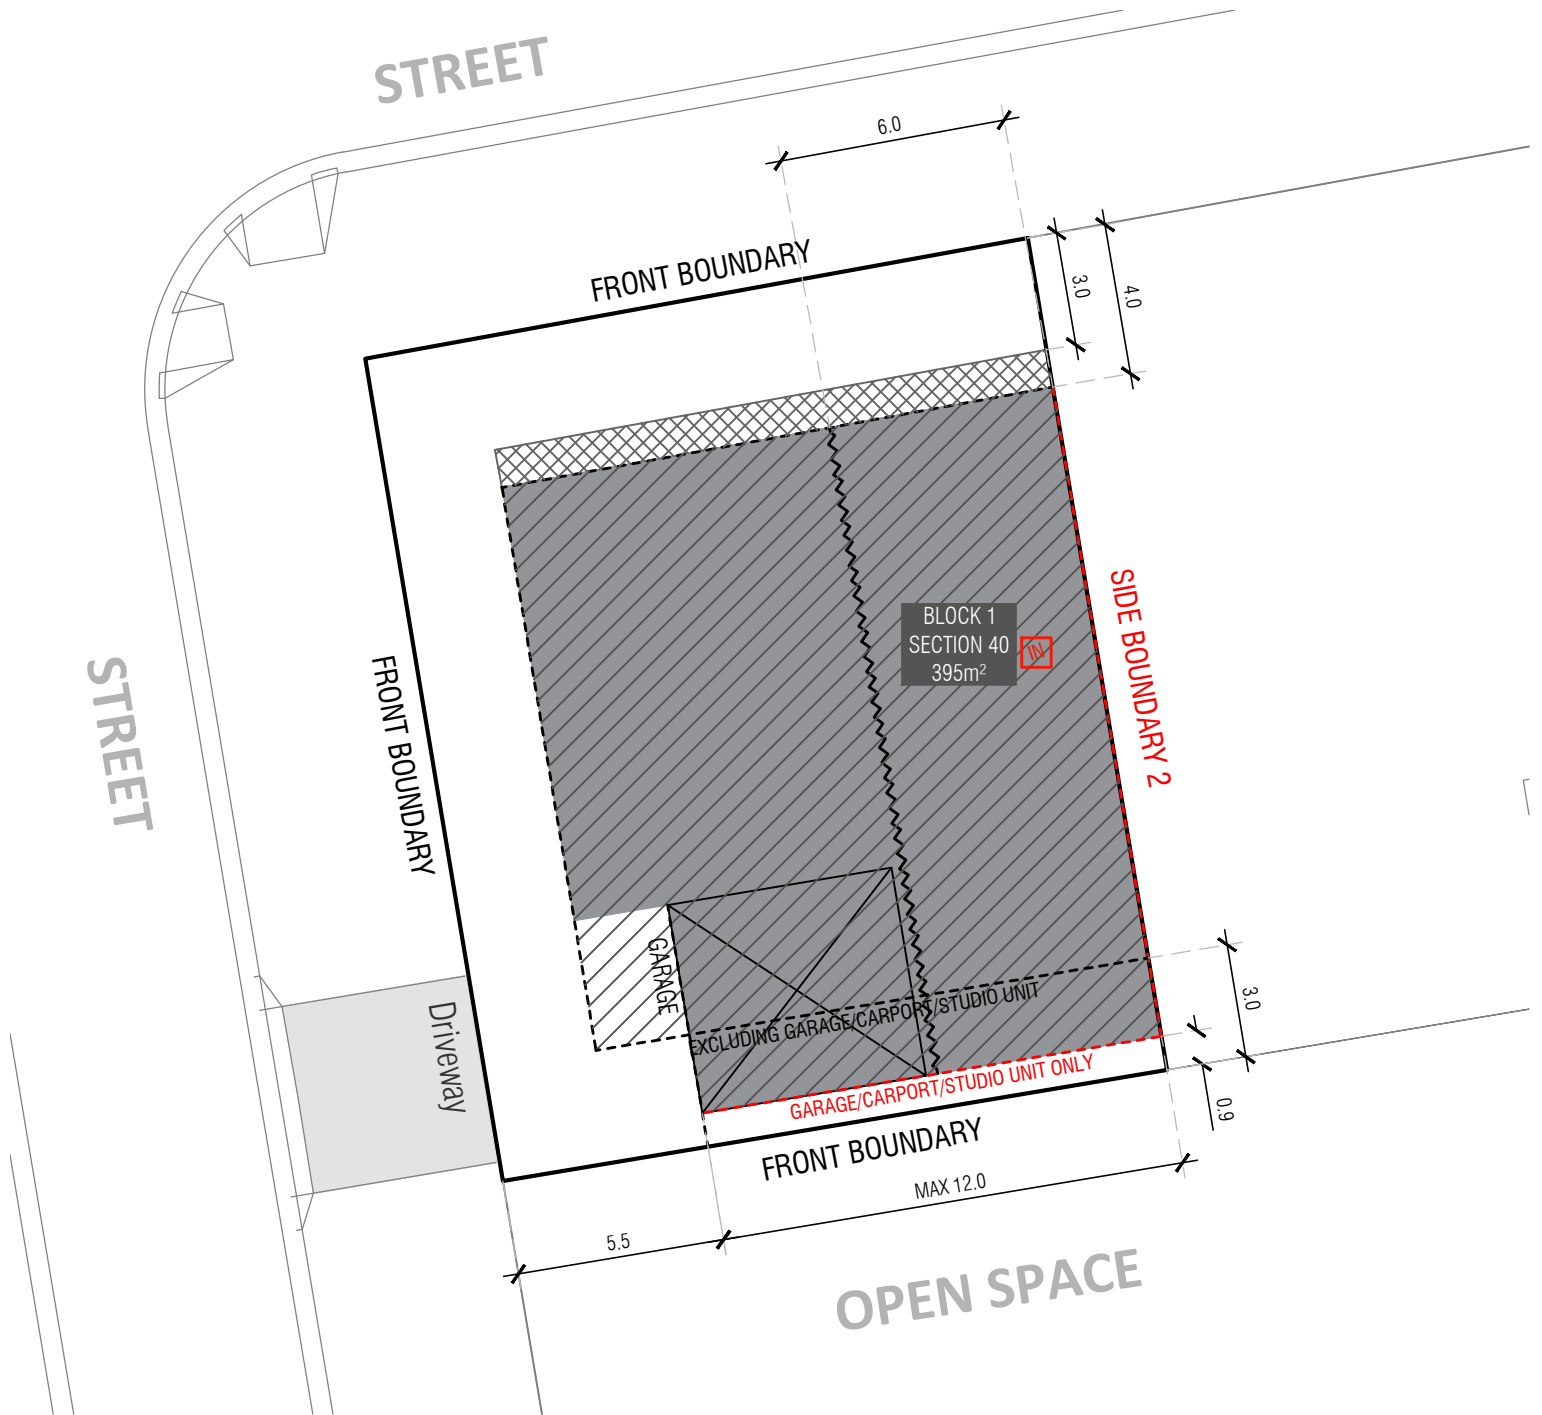 STREET
6.0
FRONT BOUNDARY
3.0
4.0
BLOCK 1
SECTION 40
395m²
IN
SIDE BOUNDARY 2
STREET
FRONT BOUNDARY
GARAGE
EXCLUDING GARAGE/CARPORT/STUDIO UNIT
3.0
Driveway
GARAGE/CARPORT/STUDIO UNIT ONLY
0.9
FRONT BOUNDARY
MAX 12.0
5.5
OPEN SPACE